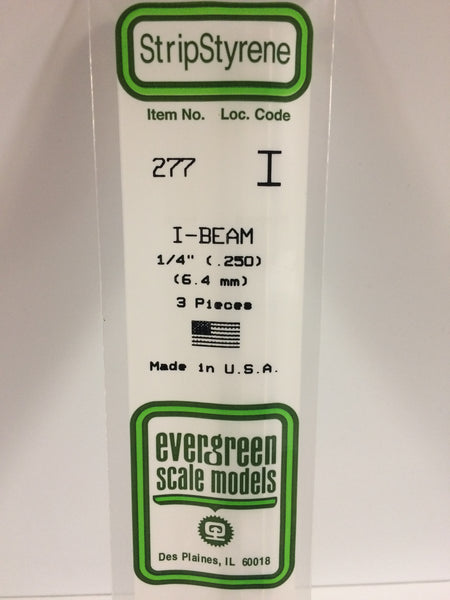 StripStyrene
Item No. Loc. Code
277 I
I-BEAM
1/4" (.250)
(6.4 mm)
3 Pieces
Made in U.S.A.
evergreen
scale models
Des Plaines, IL 60018